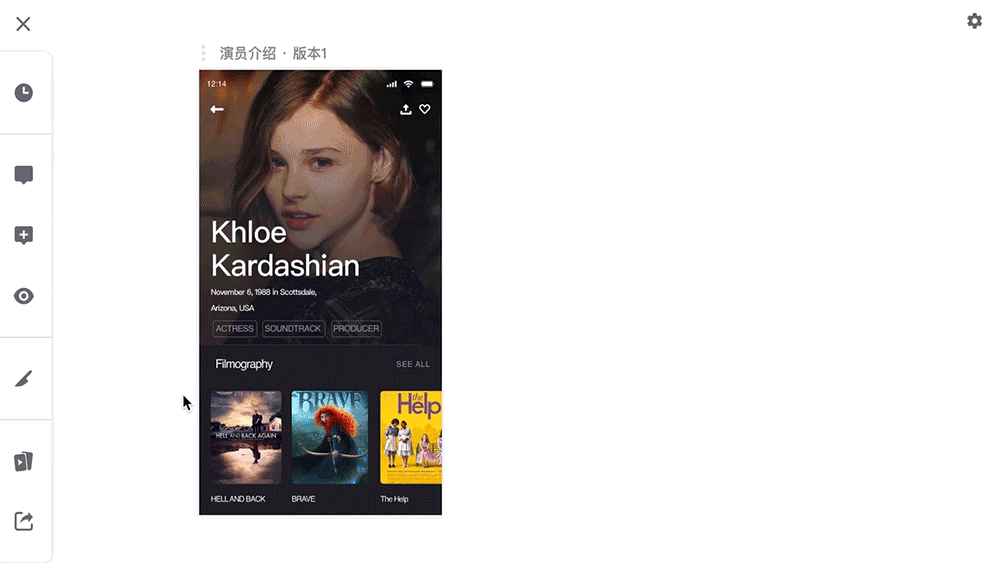 演员介绍 · 版本1
12:14
Khloe
Kardashian
November 6, 1988 in Scottsdale,
Arizona, USA
ACTRESS SOUNDTRACK PRODUCER
Filmography SEE ALL
HELL AND BACK AGAIN
BRAVE
the
Help
HELL AND BACK BRAVE The Help